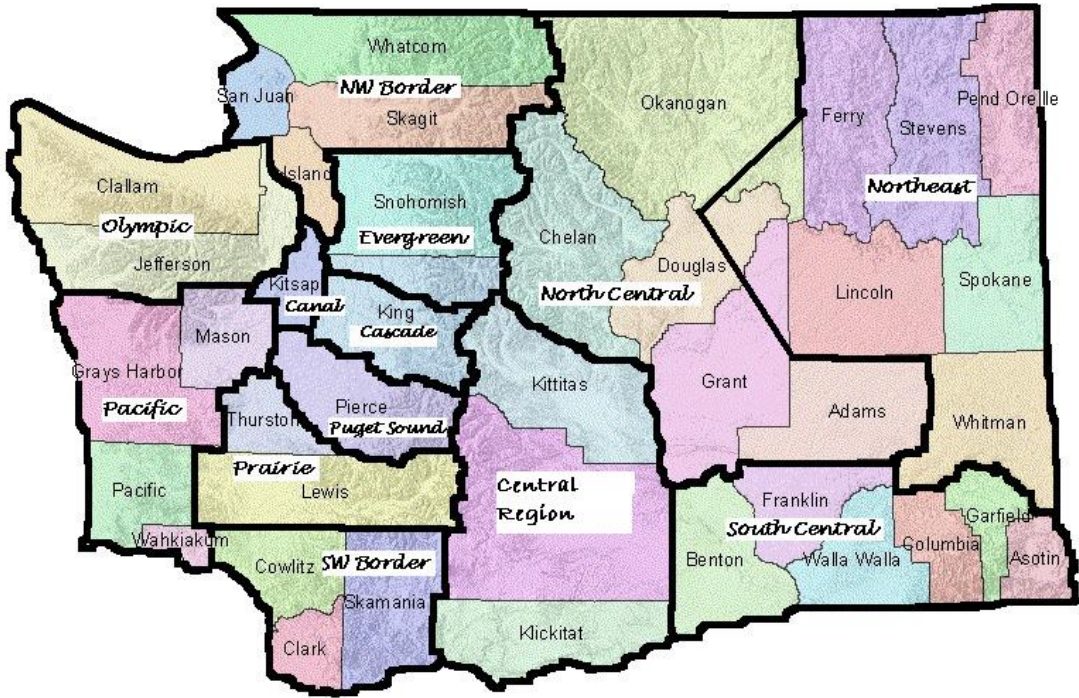 Whatcom
NW Border
San Juan
Skagit
Okanogan
Ferry
Stevens
Pend Oreille
Island
Clallam
Olympic
Jefferson
Snohomish
Evergreen
Northeast
Chelan
Douglas
North Central
Kitsap
Canal
King
Cascade
Lincoln
Spokane
Mason
Grays Harbor
Pacific
Thurston
Pierce
Puget Sound
Kittitas
Grant
Adams
Whitman
Prairie
Lewis
Pacific
Wahkiakum
Central
Region
Franklin
South Central
Benton
Walla Walla
Columbia
Garfield
Asotin
Cowlitz
SW Border
Skamania
Clark
Klickitat